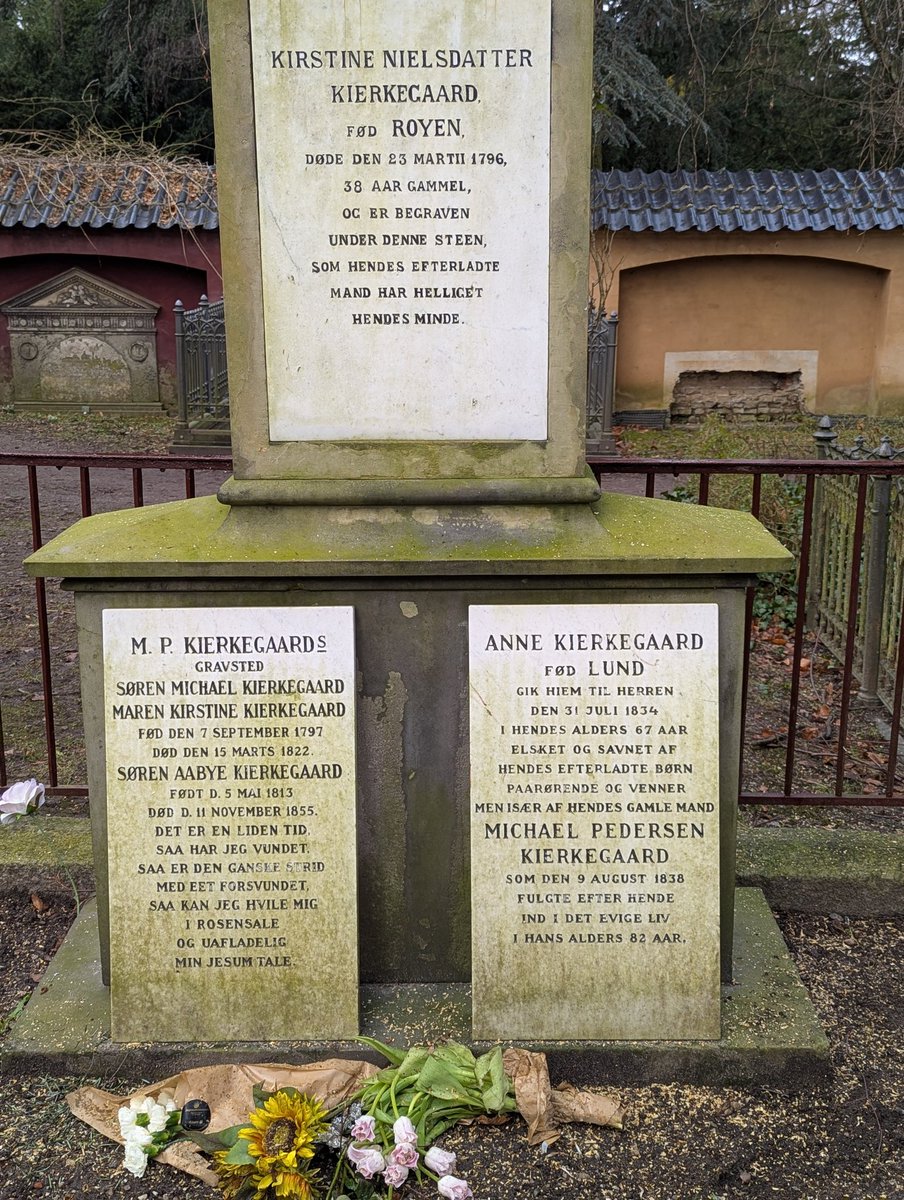 KIRSTINE NIELSDATTER
KIERKEGAARD,
FØD ROYEN,
DØDE DEN 23 MARTII 1796,
38 AAR GAMMEL,
OG ER BEGRAVEN
UNDER DENNE STEEN,
SOM HENDES EFTERLADTE
MAND HAR HELLIGET
HENDES MINDE.
M. P. KIERKEGAARDS
GRAVSTED
SØREN MICHAEL KIERKEGAARD
MAREN KIRSTINE KIERKEGAARD
FØD DEN 7 SEPTEMBER 1797
DØD DEN 15 MARTS 1822.
SØREN AABYE KIERKEGAARD
FØDT D. 5 MAI 1813
DØD D. 11 NOVEMBER 1855.
DET ER EN LIDEN TID,
SAA HAR JEG VUNDET,
SAA ER DEN GANSKE STRID
MED EET FORSVUNDET,
SAA KAN JEG HVILE MIG
I ROSENSALE
OG UAFLADELIG
MIN JESUM TALE.
ANNE KIERKEGAARD
FØD LUND
GIK HIEM TIL HERREN
DEN 31 JULI 1834
I HENDES ALDERS 67 AAR
ELSKET OG SAVNET AF
HENDES EFTERLADTE BØRN
PAARØRENDE OG VENNER
MEN ISÆR AF HENDES GAMLE MAND
MICHAEL PEDERSEN
KIERKEGAARD
SOM DEN 9 AUGUST 1838
FULGTE EFTER HENDE
IND I DET EVIGE LIV
I HANS ALDERS 82 AAR.